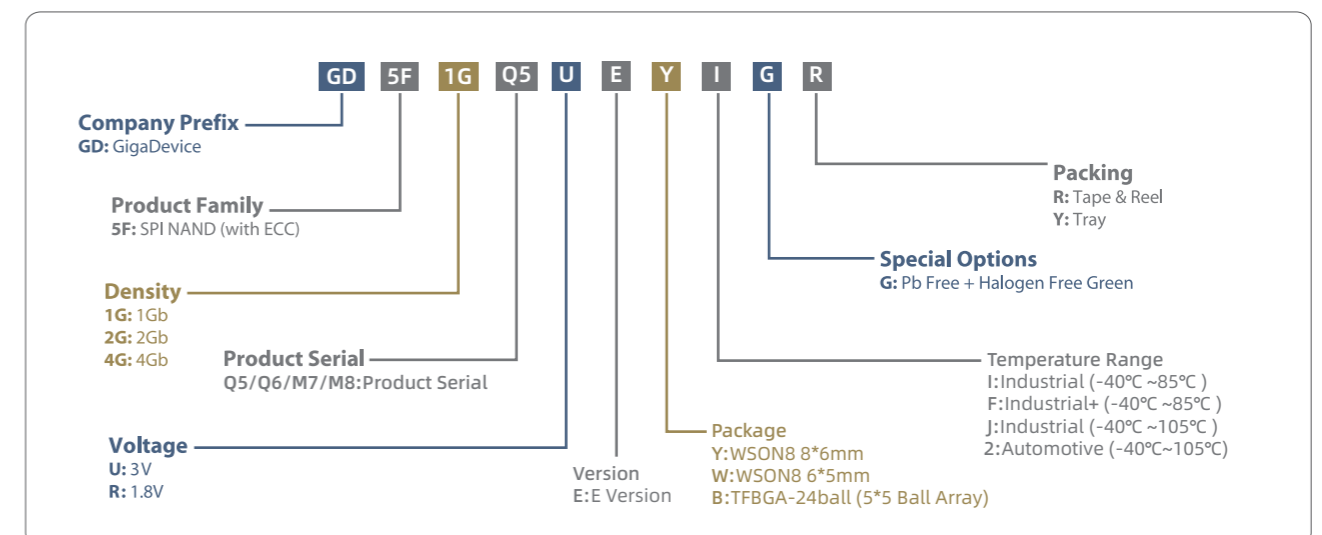 GD 5F 1G Q5 U E Y I G R
Company Prefix
GD: GigaDevice
Product Family
5F: SPI NAND (with ECC)
Density
1G: 1Gb
2G: 2Gb
4G: 4Gb
Product Serial
Q5/Q6/M7/M8:Product Serial
Voltage
U: 3V
R: 1.8V
Version
E:E Version
Package
Y:WSON8 8*6mm
W:WSON8 6*5mm
B:TFBGA-24ball (5*5 Ball Array)
Temperature Range
I:Industrial (-40℃ ~85℃ )
F:Industrial+ (-40℃ ~85℃ )
J:Industrial (-40℃ ~105℃ )
2:Automotive (-40℃~105℃)
Special Options
G: Pb Free + Halogen Free Green
Packing
R: Tape & Reel
Y: Tray